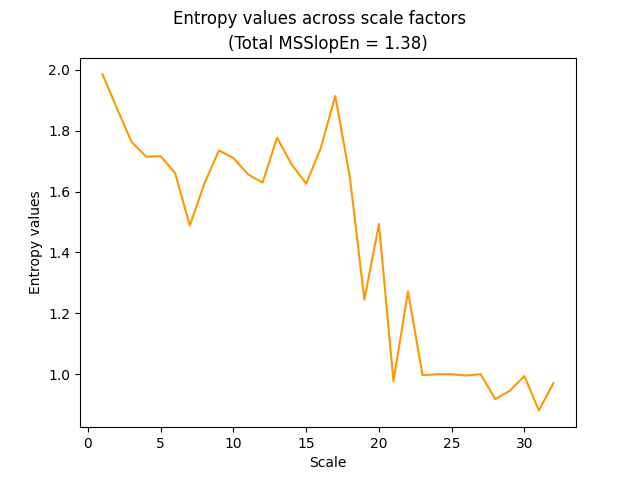 Entropy values across scale factors
(Total MSSlopEn = 1.38)
2.0
1.8
1.6
1.4
1.2
1.0
Entropy values
0 5 10 15 20 25 30
Scale